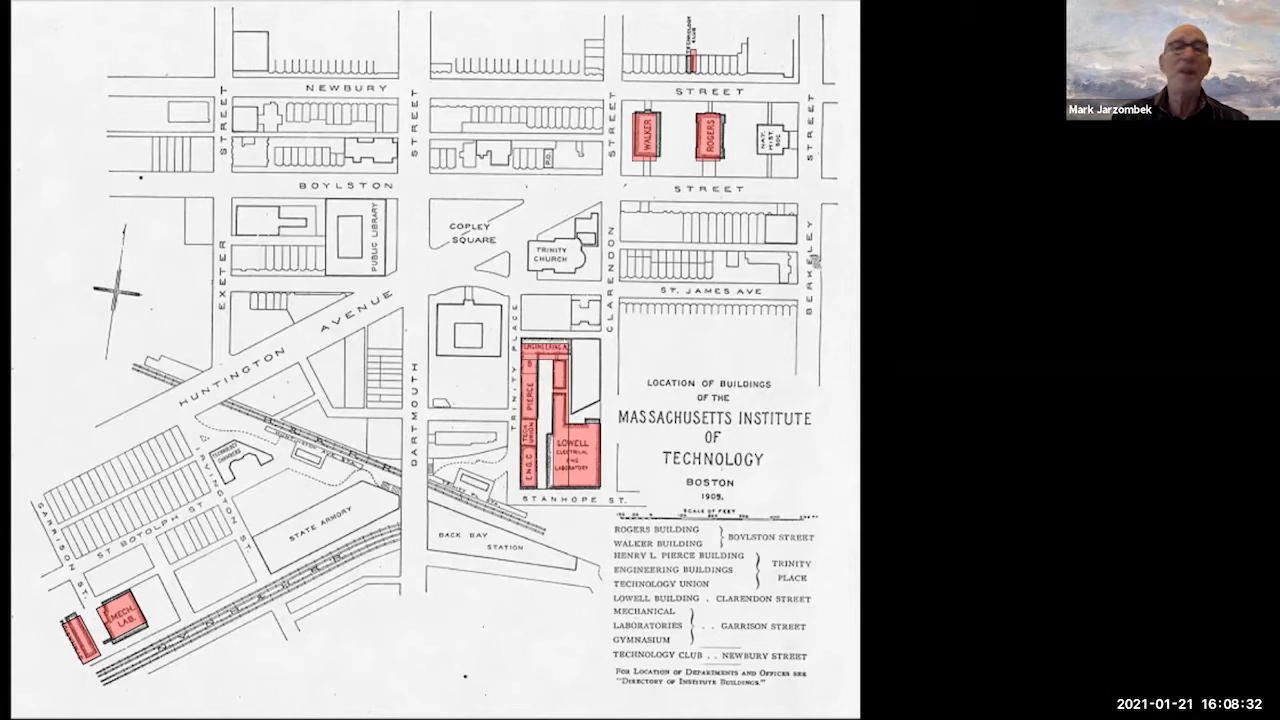 TECHNOLOGY CLUB
NEWBURY STREET
STREET
STREET
STREET
STREET
WALKER
ROGERS
NAT. HIST. SOC.
P.O.
BOYLSTON STREET
PUBLIC LIBRARY
COPLEY
SQUARE
TRINITY
CHURCH
EXETER
CLARENDON
BERKELEY
ST. JAMES AVE
HUNTINGTON AVENUE
DARTMOUTH
TRINITY PLACE
ENGINEERING A
B
PIERCE
TECH UNION
ENG. C
LOWELL
ELECTRICAL
ENG
LABORATORY
STANHOPE ST.
STATE ARMORY
BACK BAY
STATION
ST BOTOLPH ST
GARRISON ST.
MECH.
LAB.
LOCATION OF BUILDINGS
OF THE
MASSACHUSETTS INSTITUTE
OF
TECHNOLOGY
BOSTON
1905.
SCALE OF FEET
ROGERS BUILDING
WALKER BUILDING
BOYLSTON STREET
HENRY L. PIERCE BUILDING
ENGINEERING BUILDINGS
TECHNOLOGY UNION
TRINITY
PLACE
LOWELL BUILDING . CLARENDON STREET
MECHANICAL
LABORATORIES
GYMNASIUM
. . GARRISON STREET
TECHNOLOGY CLUB . . NEWBURY STREET
FOR LOCATION OF DEPARTMENTS AND OFFICES SEE
"DIRECTORY OF INSTITUTE BUILDINGS."
Mark Jarzombek
2021-01-21 16:08:32